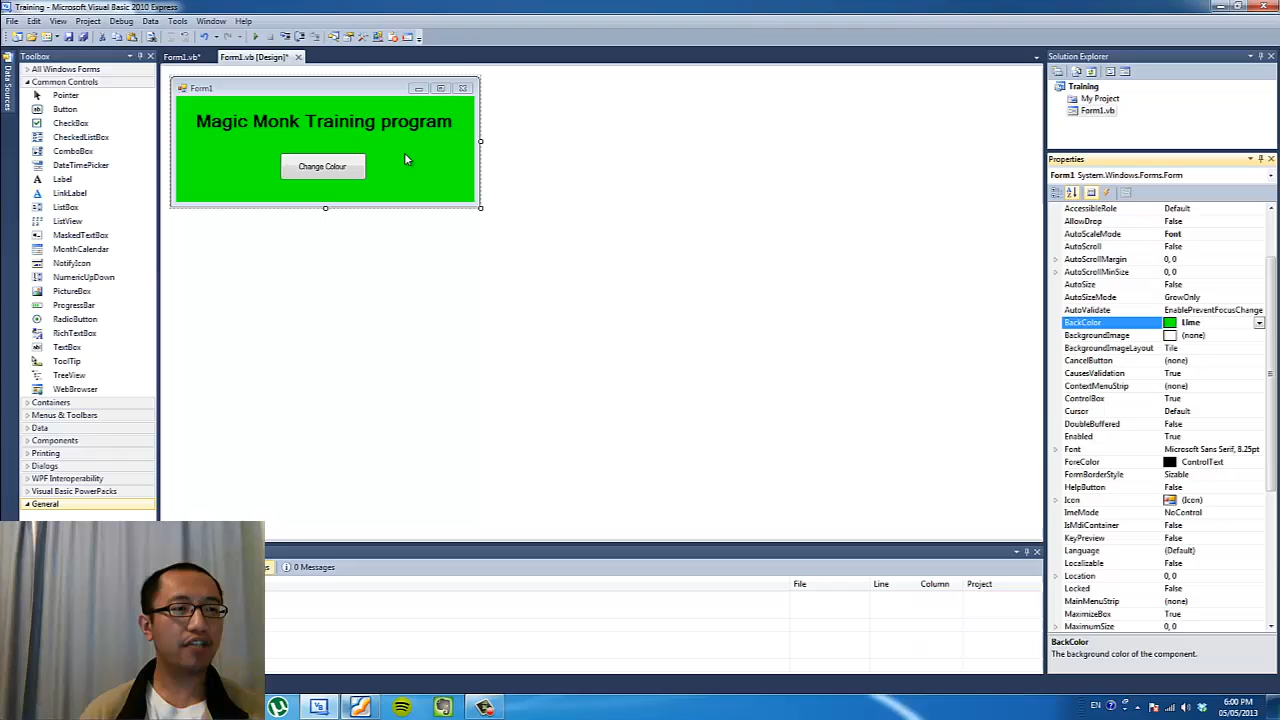 Training - Microsoft Visual Basic 2010 Express
File Edit View Project Debug Data Tools Window Help
Toolbox
All Windows Forms
Common Controls
Pointer
Button
CheckBox
CheckedListBox
ComboBox
DateTimePicker
Label
LinkLabel
ListBox
ListView
MaskedTextBox
MonthCalendar
NotifyIcon
NumericUpDown
PictureBox
ProgressBar
RadioButton
RichTextBox
TextBox
ToolTip
TreeView
WebBrowser
Containers
Menus & Toolbars
Data
Components
Printing
Dialogs
WPF Interoperability
Visual Basic PowerPacks
General
Data Sources
Form1.vb* Form1.vb [Design]*
Form1
Magic Monk Training program
Change Colour
0 Messages
File Line Column Project
Solution Explorer
Training
My Project
Form1.vb
Properties
Form1 System.Windows.Forms.Form
AccessibleRole Default
AllowDrop False
AutoScaleMode Font
AutoScroll False
AutoScrollMargin 0, 0
AutoScrollMinSize 0, 0
AutoSize False
AutoSizeMode GrowOnly
AutoValidate EnablePreventFocusChange
BackColor Lime
BackgroundImage (none)
BackgroundImageLayout Tile
CancelButton (none)
CausesValidation True
ContextMenuStrip (none)
ControlBox True
Cursor Default
DoubleBuffered False
Enabled True
Font Microsoft Sans Serif, 8.25pt
ForeColor ControlText
FormBorderStyle Sizable
HelpButton False
Icon (Icon)
ImeMode NoControl
IsMdiContainer False
KeyPreview False
Language (Default)
Localizable False
Location 0, 0
Locked False
MainMenuStrip (none)
MaximizeBox True
MaximumSize 0, 0
BackColor
The background color of the component.
EN
6:00 PM
05/05/2013